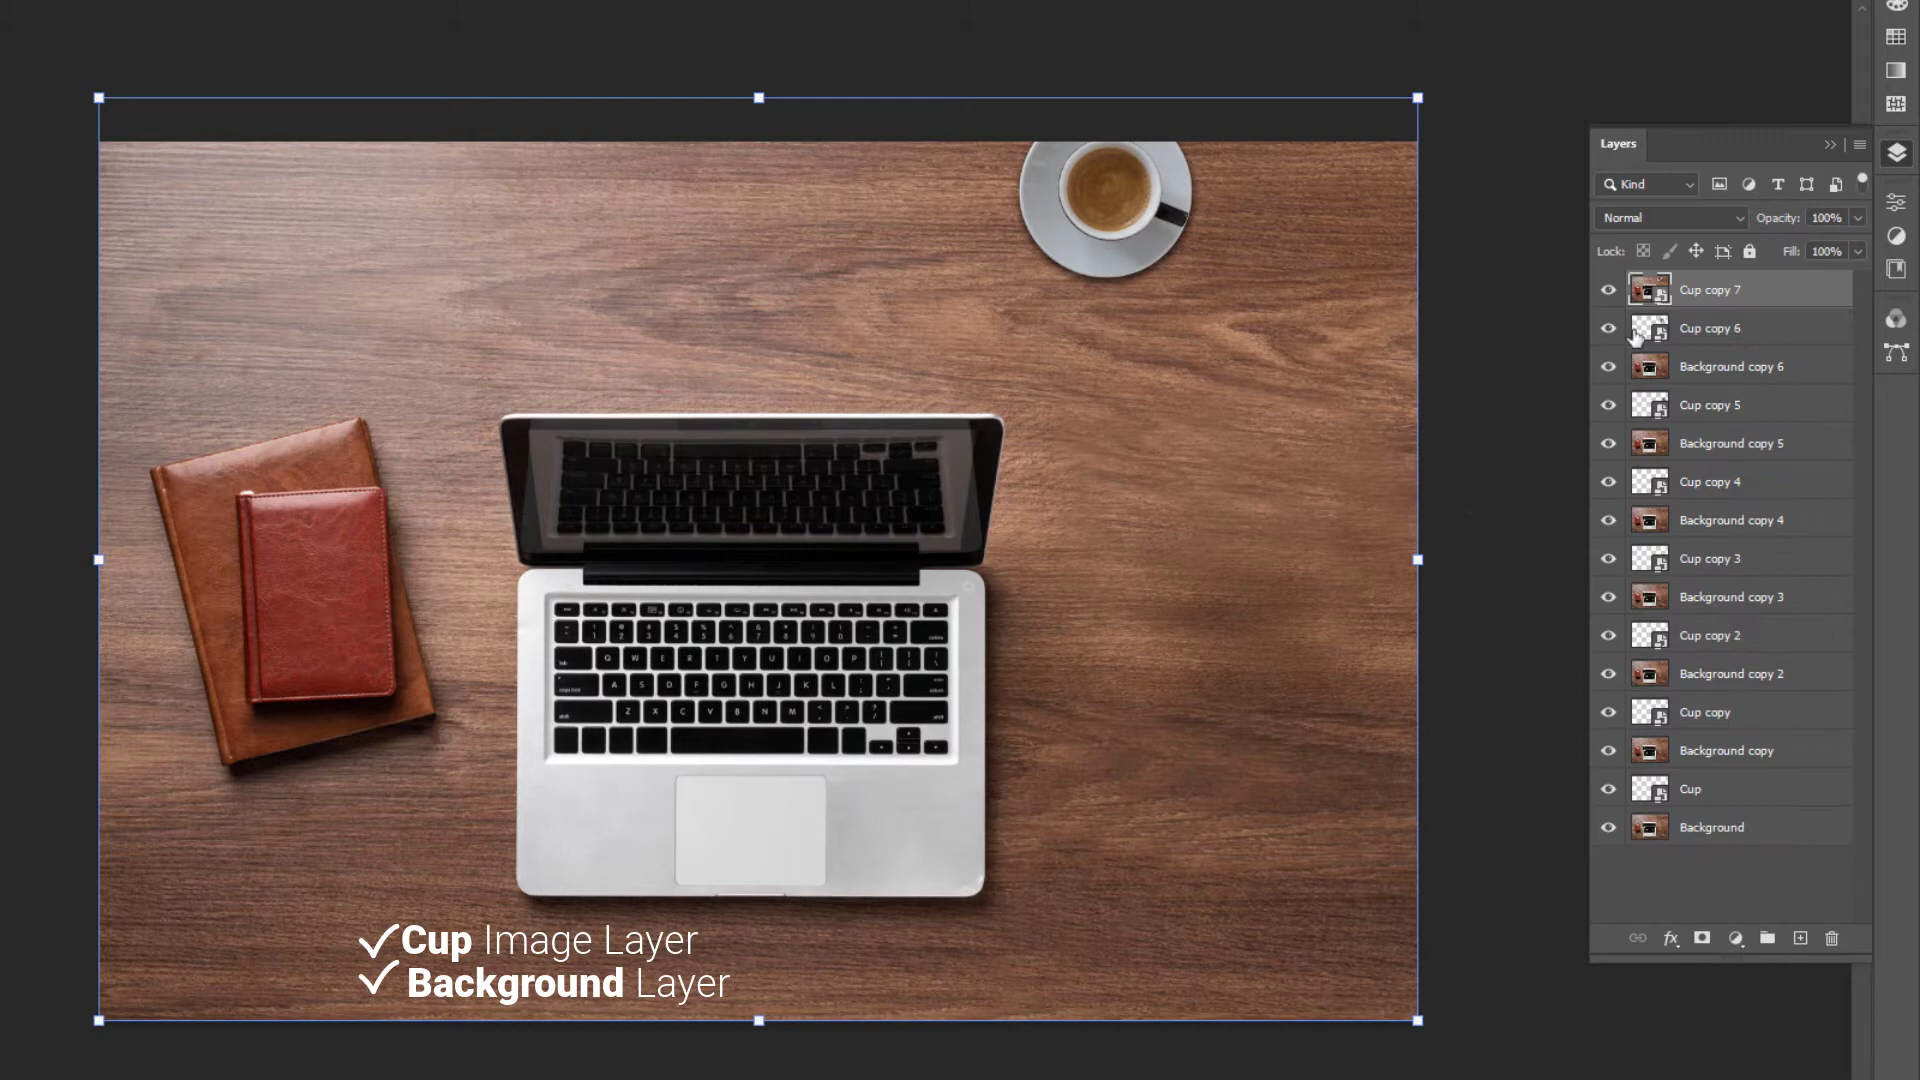 Layers
Kind
Normal
Opacity: 100%
Lock:
Fill: 100%
Cup copy 7
Cup copy 6
Background copy 6
Cup copy 5
Background copy 5
Cup copy 4
Background copy 4
Cup copy 3
Background copy 3
Cup copy 2
Background copy 2
Cup copy
Background copy
Cup
Background
fx
Q W E R T Y U I O P
A S D F G H J K L
Z X C V B N M
Cup Image Layer
Background Layer